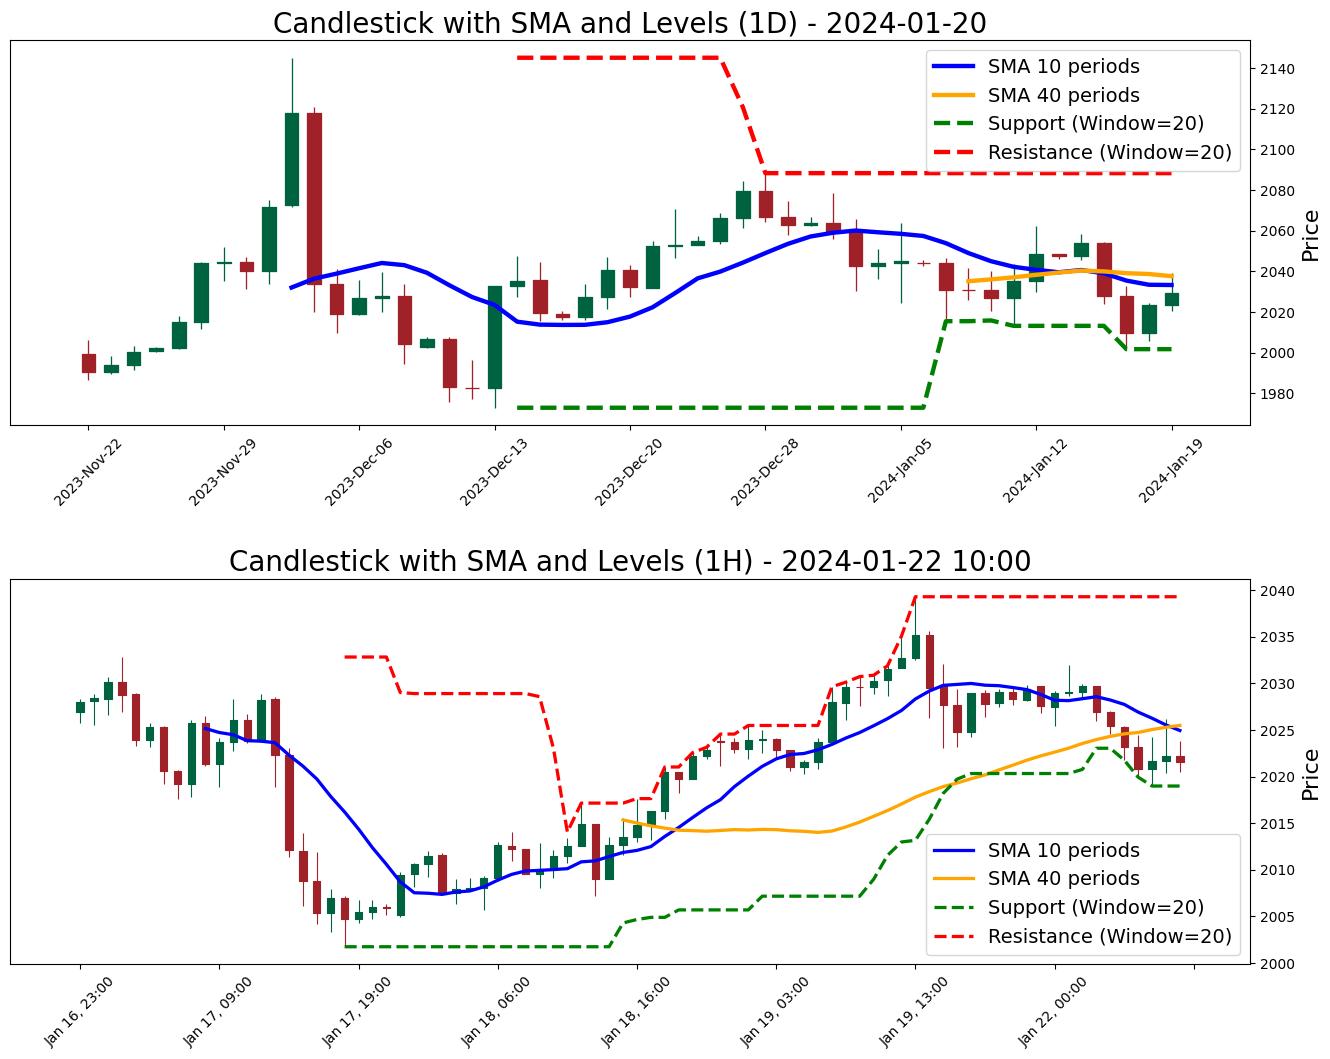 Candlestick with SMA and Levels (1D) - 2024-01-20
SMA 10 periods
SMA 40 periods
Support (Window=20)
Resistance (Window=20)
2140
2120
2100
2080
2060
2040
2020
2000
1980
Price
2023-Nov-22
2023-Nov-29
2023-Dec-06
2023-Dec-13
2023-Dec-20
2023-Dec-28
2024-Jan-05
2024-Jan-12
2024-Jan-19
Candlestick with SMA and Levels (1H) - 2024-01-22 10:00
2040
2035
2030
2025
2020
2015
2010
2005
2000
Price
SMA 10 periods
SMA 40 periods
Support (Window=20)
Resistance (Window=20)
Jan 16, 23:00
Jan 17, 09:00
Jan 17, 19:00
Jan 18, 06:00
Jan 18, 16:00
Jan 19, 03:00
Jan 19, 13:00
Jan 22, 00:00